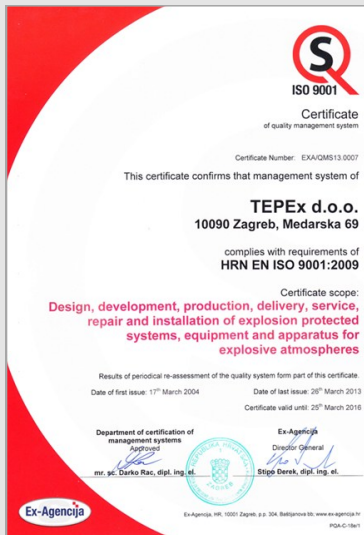 S
ISO 9001
Certificate
of quality management system
Certificate Number: EXA/QMS13.0007
This certificate confirms that management system of
TEPEx d.o.o.
10090 Zagreb, Medarska 69
complies with requirements of
HRN EN ISO 9001:2009
Certificate scope:
Design, development, production, delivery, service,
repair and installation of explosion protected
systems, equipment and apparatus for
explosive atmospheres
Results of periodical re-assessment of the quality system form part of this certificate.
Date of first issue: 17th March 2004
Date of last issue: 26th March 2013
Certificate valid until: 25th March 2016
Department of certification of
management systems
Approved
mr. sc. Darko Rac, dipl. ing. el.
Ex-Agencija
Director General
Stipo Đerek, dipl. ing. el.
Ex-Agencija
Ex-Agencija, HR, 10001 Zagreb, p.p. 304, Baštijanova bb, www.ex-agencija.hr
PQA-C-18e/1